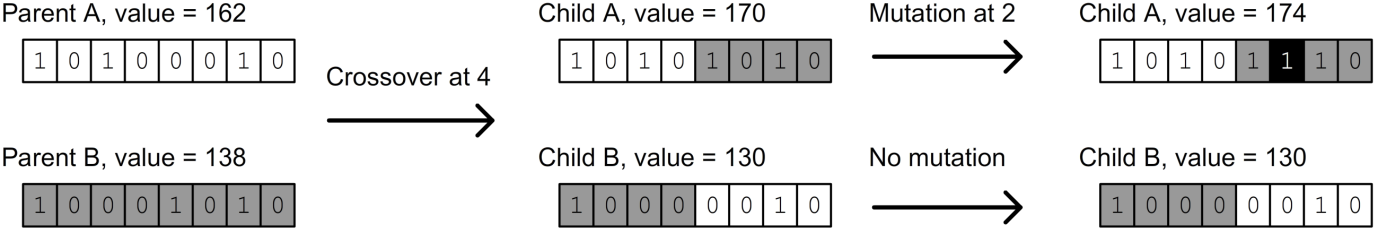 Parent A, value = 162
1 0 1 0 0 0 1 0
Crossover at 4
Parent B, value = 138
1 0 0 0 1 0 1 0
Child A, value = 170
1 0 1 0 1 0 1 0
Child B, value = 130
1 0 0 0 0 0 1 0
Mutation at 2
No mutation
Child A, value = 174
1 0 1 0 1 1 1 0
Child B, value = 130
1 0 0 0 0 0 1 0